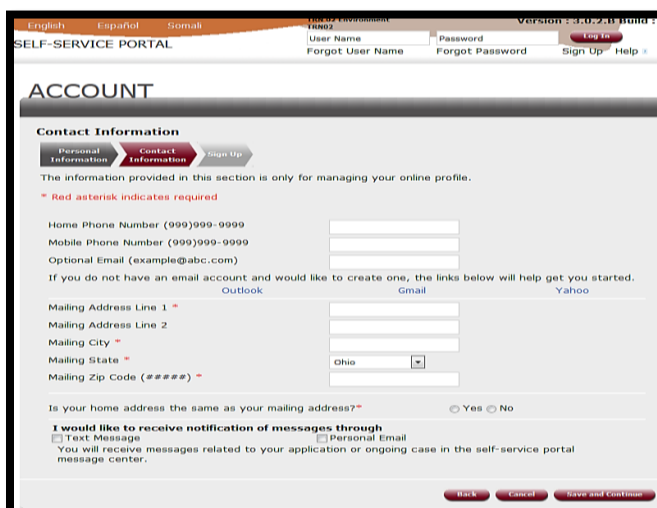 English Español Somali
TRN02 Environment
Version : 3.0.2.B Build :
TRN02
User Name Password Log In
SELF-SERVICE PORTAL
Forgot User Name Forgot Password Sign Up Help
ACCOUNT
Contact Information
Personal Information Contact Information Sign Up
The information provided in this section is only for managing your online profile.
* Red asterisk indicates required
Home Phone Number (999)999-9999
Mobile Phone Number (999)999-9999
Optional Email (example@abc.com)
If you do not have an email account and would like to create one, the links below will help get you started.
Outlook Gmail Yahoo
Mailing Address Line 1 *
Mailing Address Line 2
Mailing City *
Mailing State * Ohio
Mailing Zip Code (#####) *
Is your home address the same as your mailing address?* Yes No
I would like to receive notification of messages through
Text Message Personal Email
You will receive messages related to your application or ongoing case in the self-service portal
message center.
Back Cancel Save and Continue